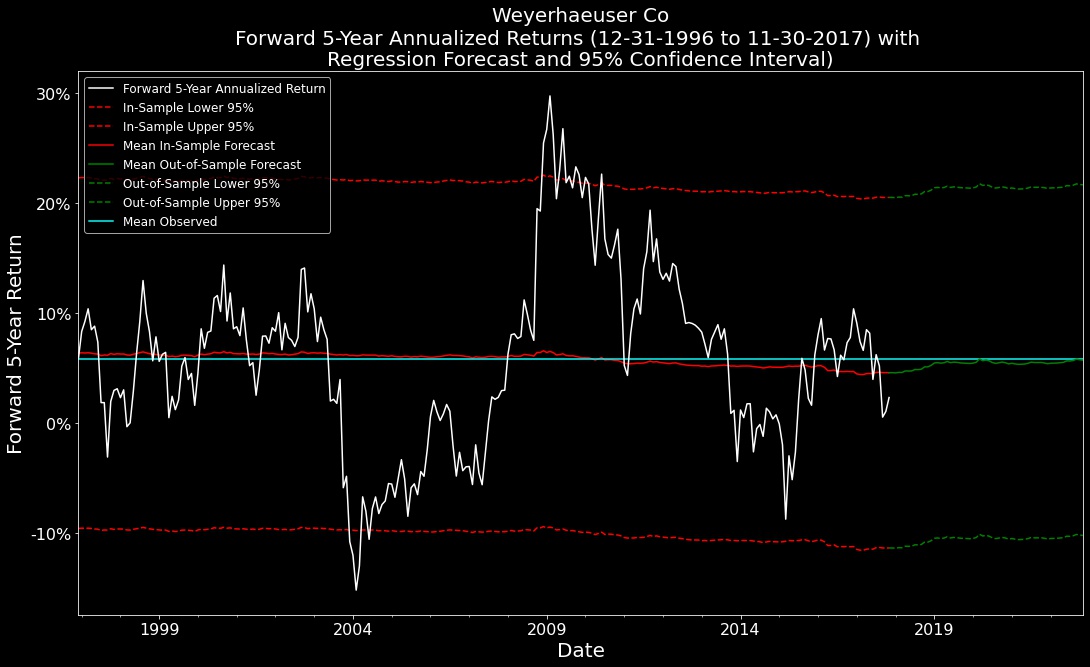 Weyerhaeuser Co
Forward 5-Year Annualized Returns (12-31-1996 to 11-30-2017) with
Regression Forecast and 95% Confidence Interval)
Forward 5-Year Annualized Return
In-Sample Lower 95%
In-Sample Upper 95%
Mean In-Sample Forecast
Mean Out-of-Sample Forecast
Out-of-Sample Lower 95%
Out-of-Sample Upper 95%
Mean Observed
Forward 5-Year Return
30%
20%
10%
0%
-10%
1999
2004
2009
2014
2019
Date